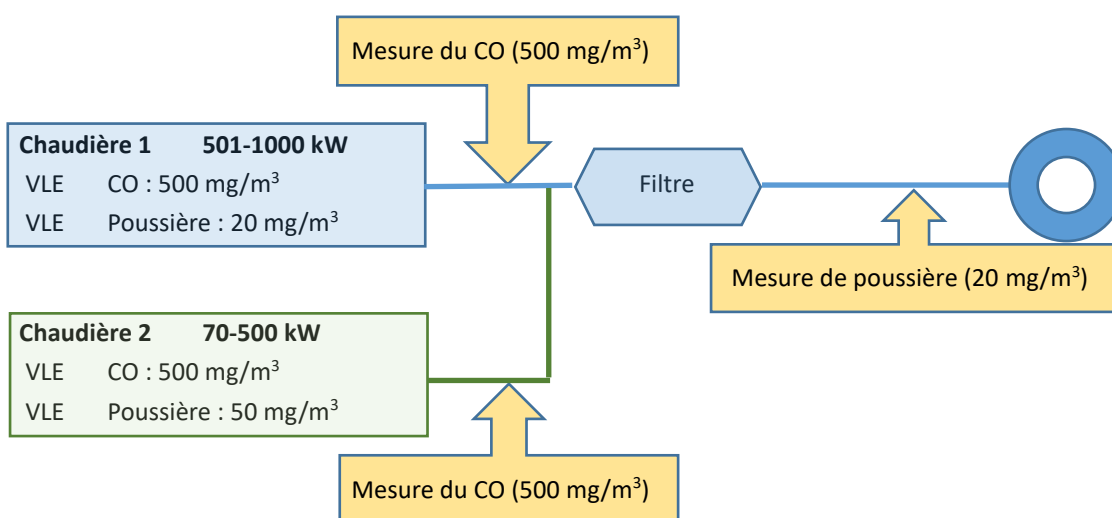 Mesure du CO (500 mg/m³)
Chaudière 1 501-1000 kW
VLE CO : 500 mg/m³
VLE Poussière : 20 mg/m³
Filtre
Mesure de poussière (20 mg/m³)
Chaudière 2 70-500 kW
VLE CO : 500 mg/m³
VLE Poussière : 50 mg/m³
Mesure du CO (500 mg/m³)